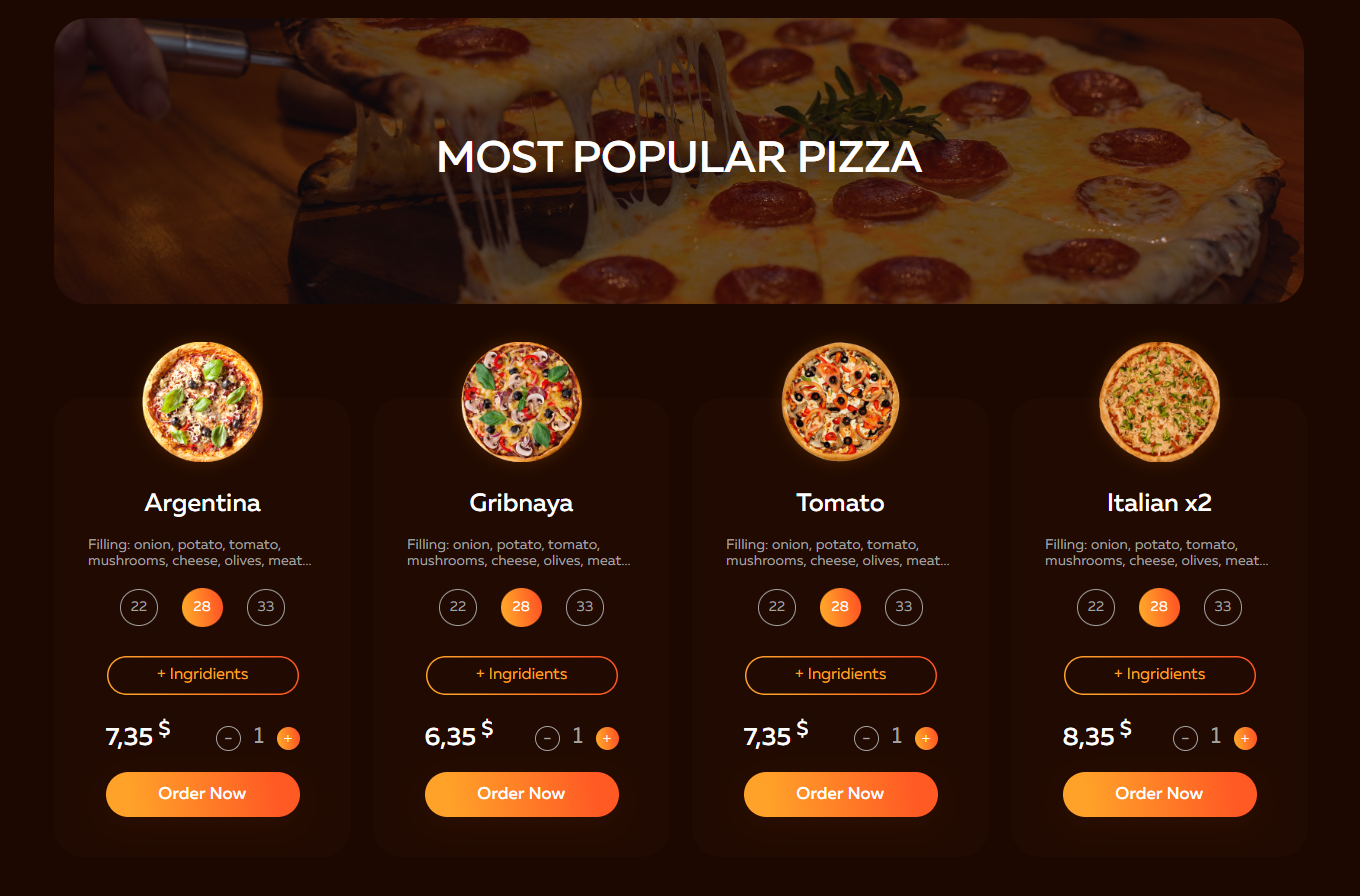 MOST POPULAR PIZZA
Argentina
Filling: onion, potato, tomato,
mushrooms, cheese, olives, meat...
22 28 33
+ Ingridients
7,35 $ - 1 +
Order Now
Gribnaya
Filling: onion, potato, tomato,
mushrooms, cheese, olives, meat...
22 28 33
+ Ingridients
6,35 $ - 1 +
Order Now
Tomato
Filling: onion, potato, tomato,
mushrooms, cheese, olives, meat...
22 28 33
+ Ingridients
7,35 $ - 1 +
Order Now
Italian x2
Filling: onion, potato, tomato,
mushrooms, cheese, olives, meat...
22 28 33
+ Ingridients
8,35 $ - 1 +
Order Now